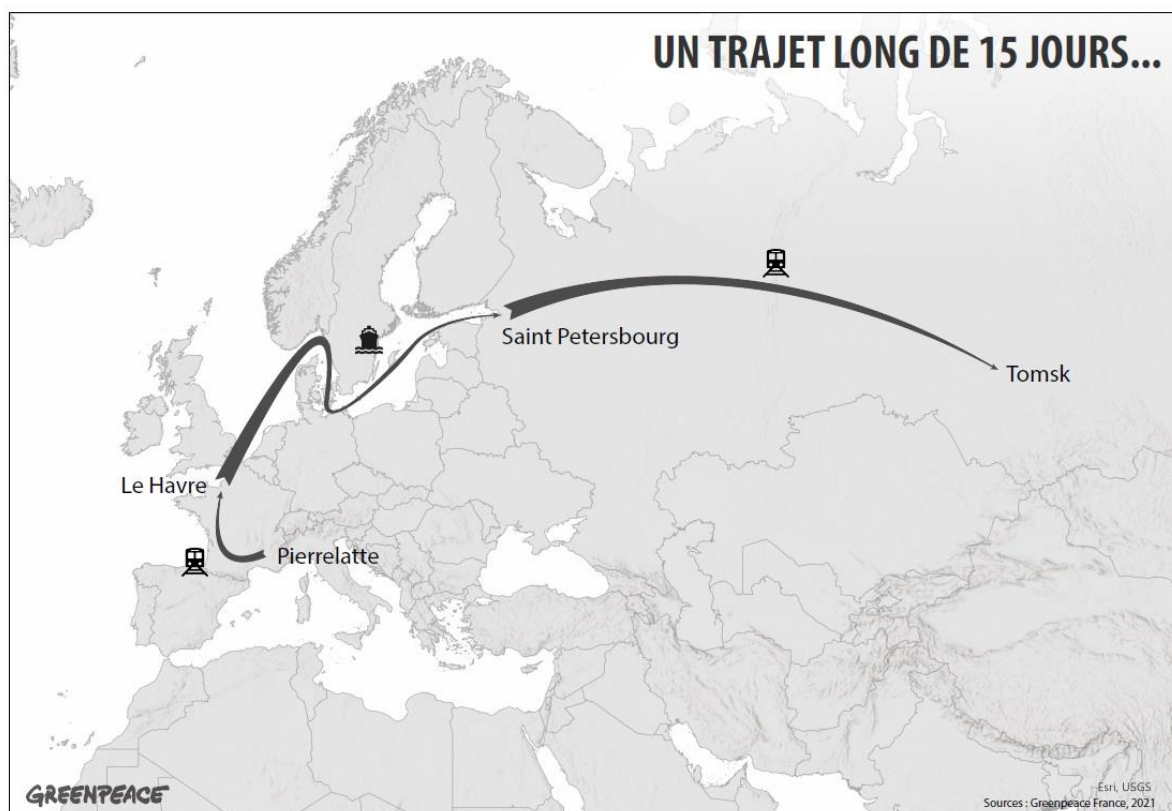 UN TRAJET LONG DE 15 JOURS...
Saint Petersbourg
Tomsk
Le Havre
Pierrelatte
GREENPEACE
Esri, USGS
Sources : Greenpeace France, 2021